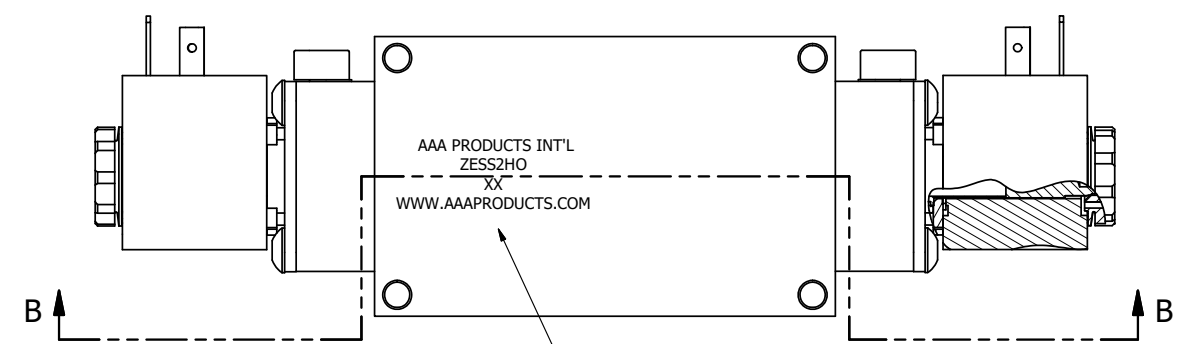 AAA PRODUCTS INT'L
ZESS2HO
XX
WWW.AAAPRODUCTS.COM
B
B